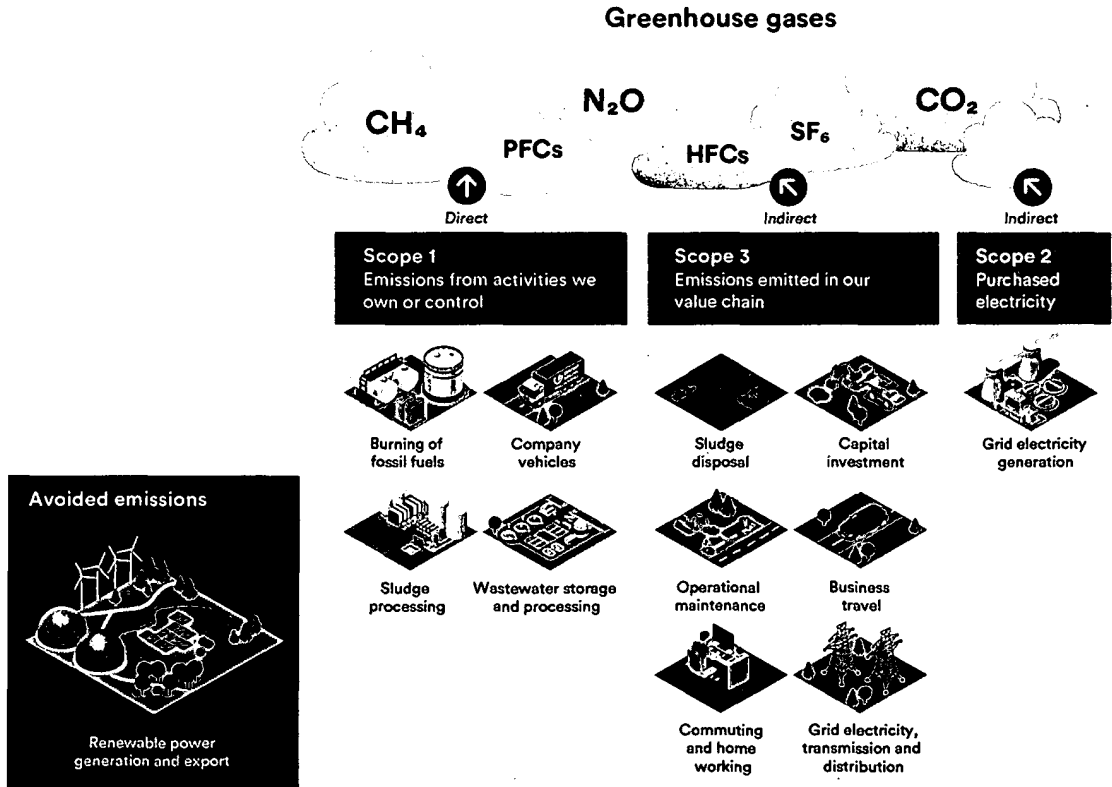 Greenhouse gases
CH₄
N₂O
PFCs
HFCs
SF₆
CO₂
Direct
Indirect
Indirect
Scope 1
Emissions from activities we
own or control
Scope 3
Emissions emitted in our
value chain
Scope 2
Purchased
electricity
Burning of
fossil fuels
Company
vehicles
Sludge
disposal
Capital
investment
Grid electricity
generation
Avoided emissions
Sludge
processing
Wastewater storage
and processing
Operational
maintenance
Business
travel
Renewable power
generation and export
Commuting
and home
working
Grid electricity,
transmission and
distribution